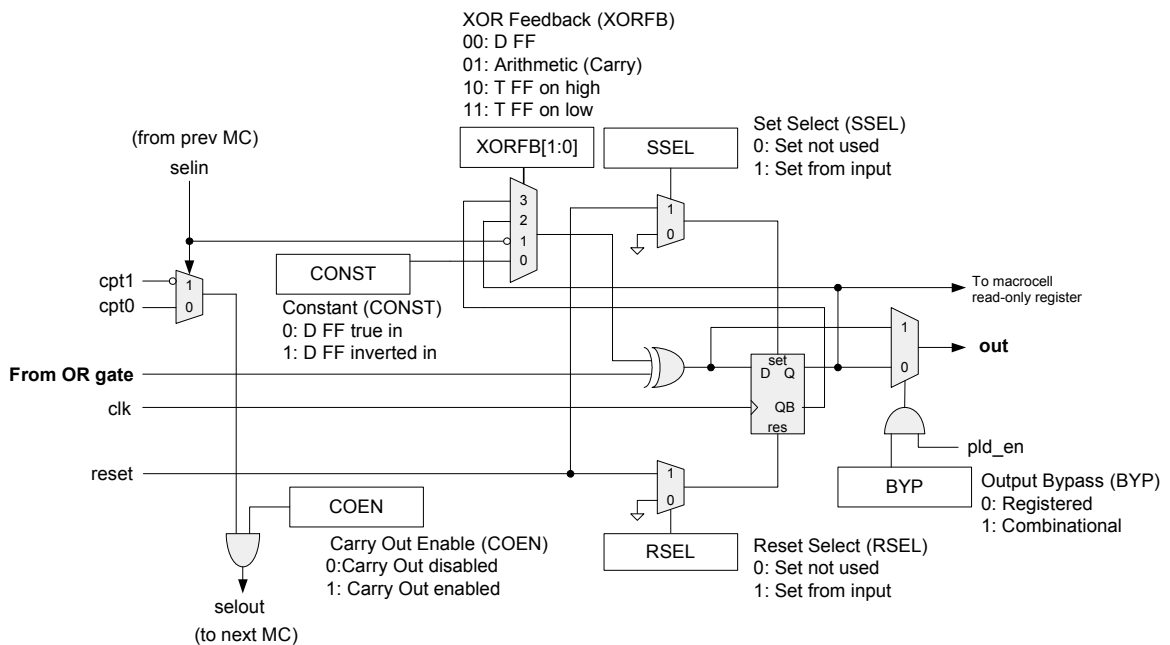 XOR Feedback (XORFB)
00: D FF
01: Arithmetic (Carry)
10: T FF on high
11: T FF on low
Set Select (SSEL)
0: Set not used
1: Set from input
(from prev MC)
selin
XORFB[1:0]
SSEL
3
2
1
0
1
0
CONST
Constant (CONST)
0: D FF true in
1: D FF inverted in
cpt1
cpt0
1
0
To macrocell
read-only register
1
0
out
From OR gate
set
D Q
QB
res
clk
pld_en
reset
1
0
BYP
Output Bypass (BYP)
0: Registered
1: Combinational
COEN
Carry Out Enable (COEN)
0:Carry Out disabled
1: Carry Out enabled
RSEL
Reset Select (RSEL)
0: Set not used
1: Set from input
selout
(to next MC)